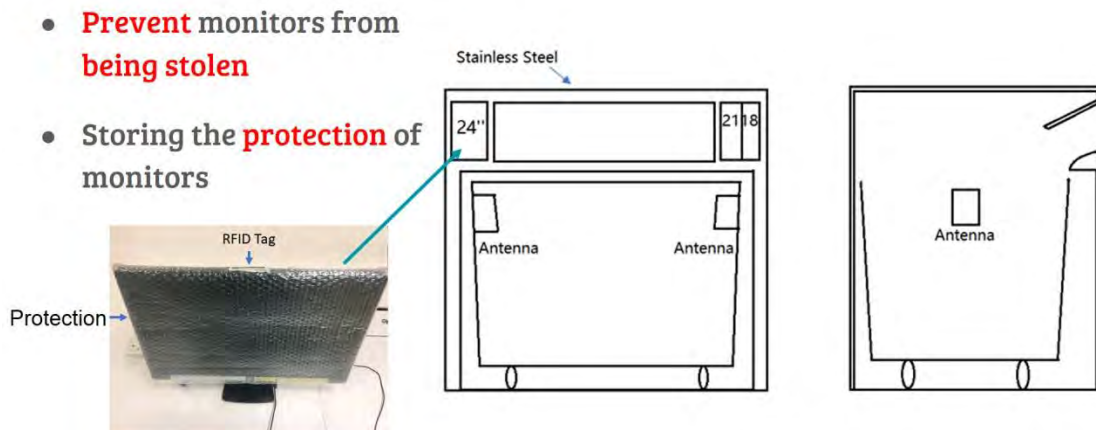 Prevent monitors from
being stolen
Storing the protection of
monitors
Stainless Steel
24''
21
18
Antenna
Antenna
Antenna
RFID Tag
Protection